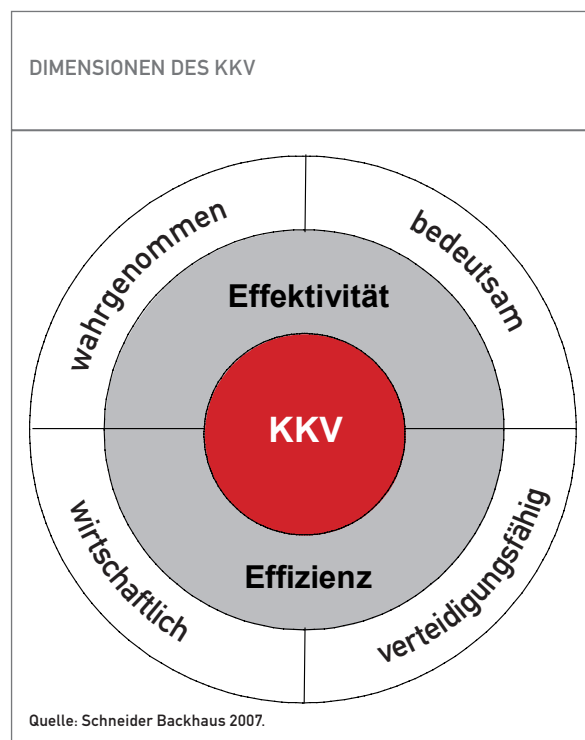 DIMENSIONEN DES KKV
wahrgenommen
bedeutsam
Effektivität
KKV
Effizienz
wirtschaftlich
verteidigungsfähig
Quelle: Schneider Backhaus 2007.